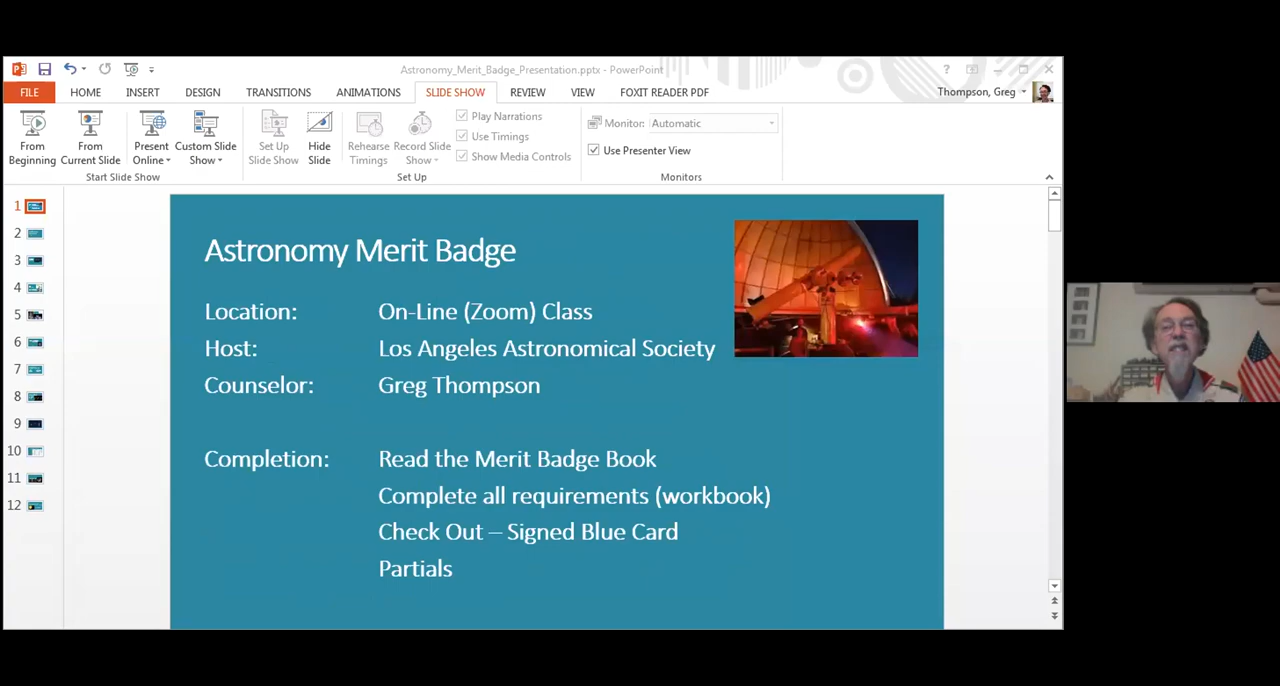 Astronomy_Merit_Badge_Presentation.pptx - PowerPoint
?
FILE HOME INSERT DESIGN TRANSITIONS ANIMATIONS SLIDE SHOW REVIEW VIEW FOXIT READER PDF Thompson, Greg
From Beginning
From Current Slide
Present Online
Custom Slide Show
Start Slide Show
Set Up Slide Show
Hide Slide
Rehearse Timings
Record Slide Show
Play Narrations
Use Timings
Show Media Controls
Set Up
Monitor: Automatic
Use Presenter View
Monitors
1
2
3
4
5
6
7
8
9
10
11
12
Astronomy Merit Badge
Location: On-Line (Zoom) Class
Host: Los Angeles Astronomical Society
Counselor: Greg Thompson
Completion: Read the Merit Badge Book
Complete all requirements (workbook)
Check Out – Signed Blue Card
Partials